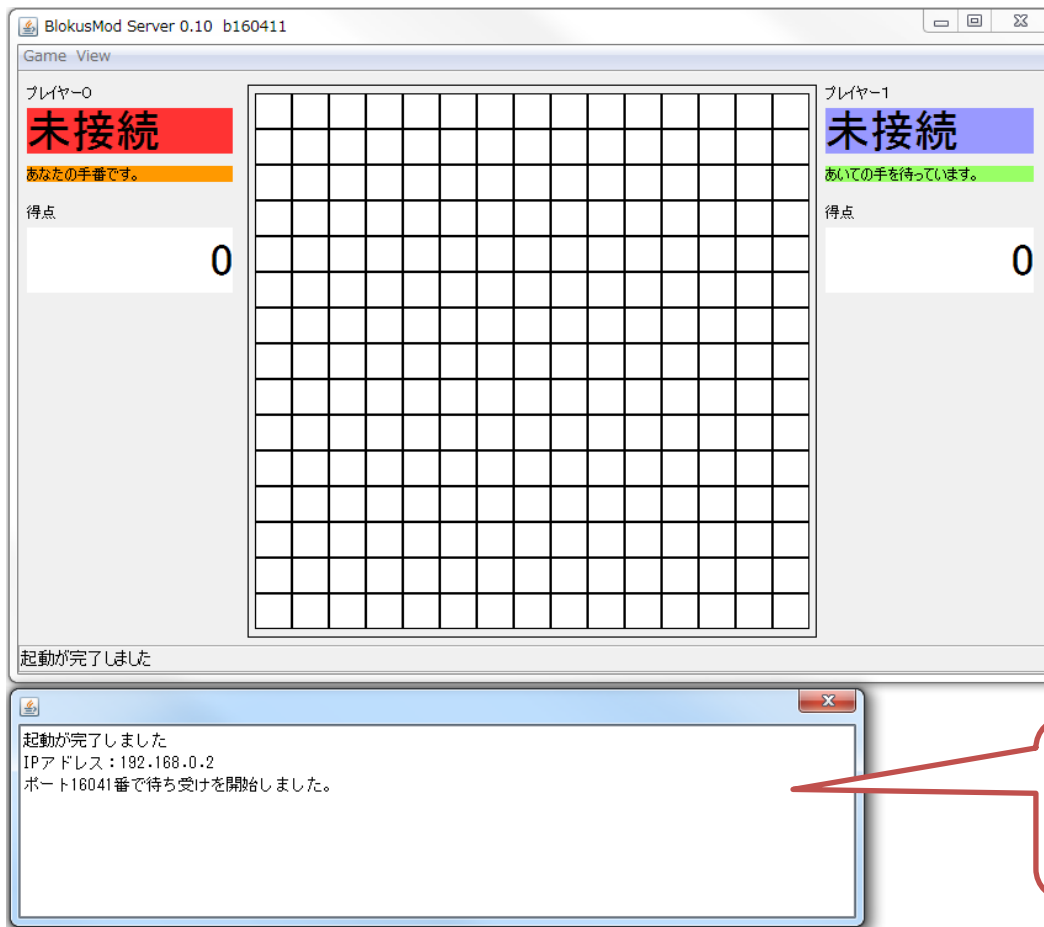 BlokusMod Server 0.10 b160411
Game View
プレイヤー0
未接続
あなたの手番です。
得点
0
プレイヤー1
未接続
あいての手を待っています。
得点
0
起動が完了しました
起動が完了しました
IPアドレス：192.168.0.2
ポート16041番で待ち受けを開始しました。